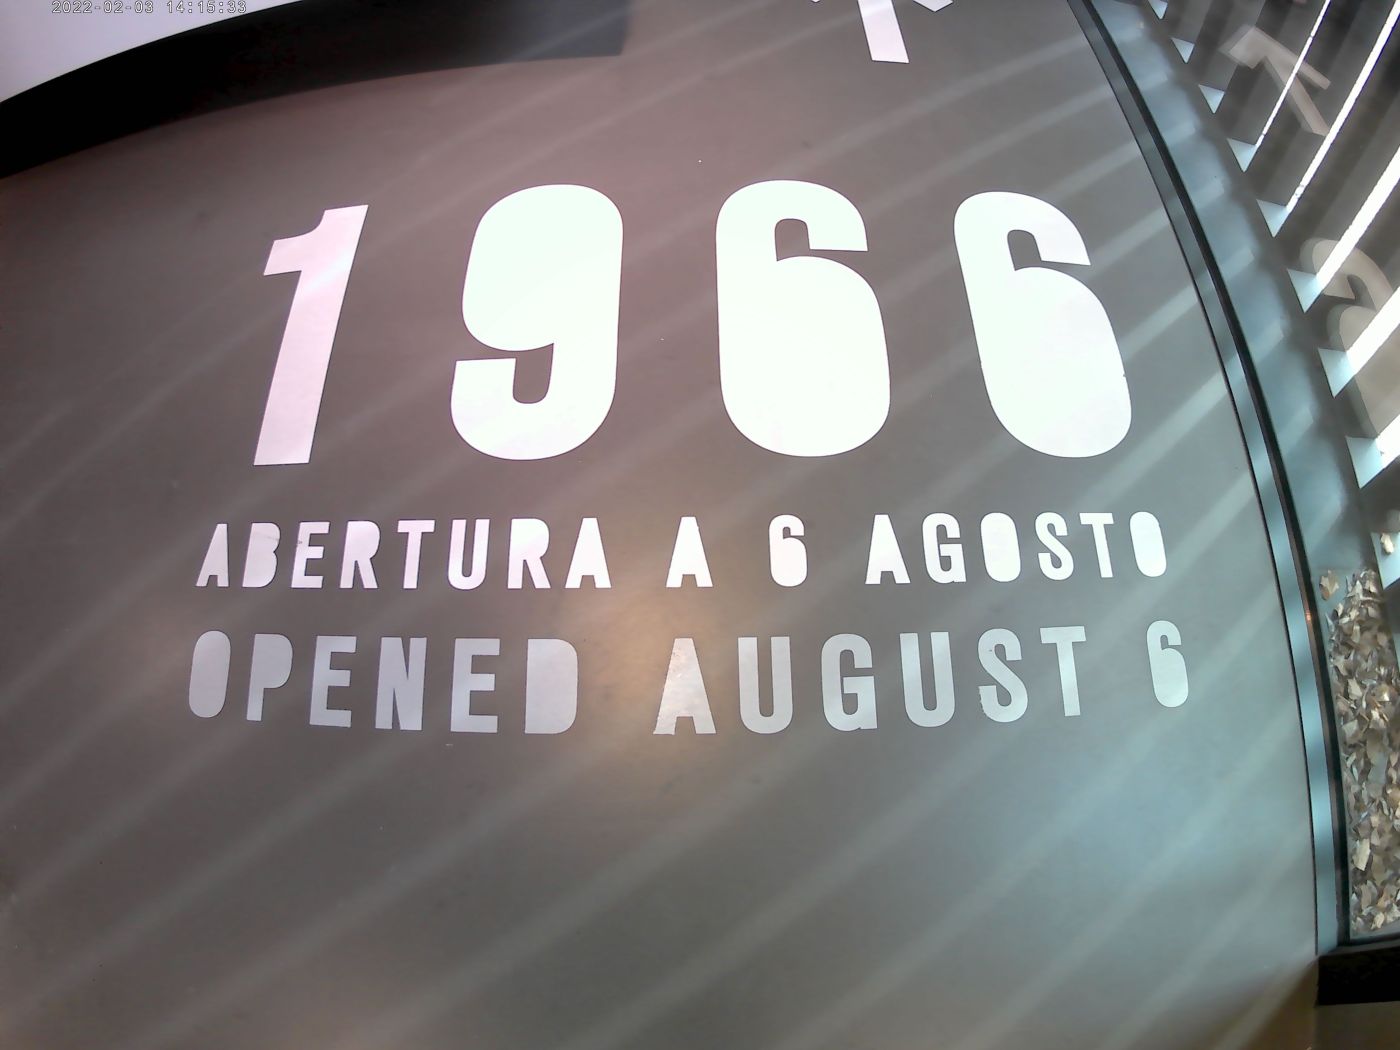 2022-02-03 14:15:33
1966
ABERTURA A 6 AGOSTO
OPENED AUGUST 6